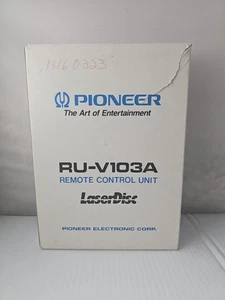 PIONEER
The Art of Entertainment
RU-V103A
REMOTE CONTROL UNIT
LaserDisc
PIONEER ELECTRONIC CORP.